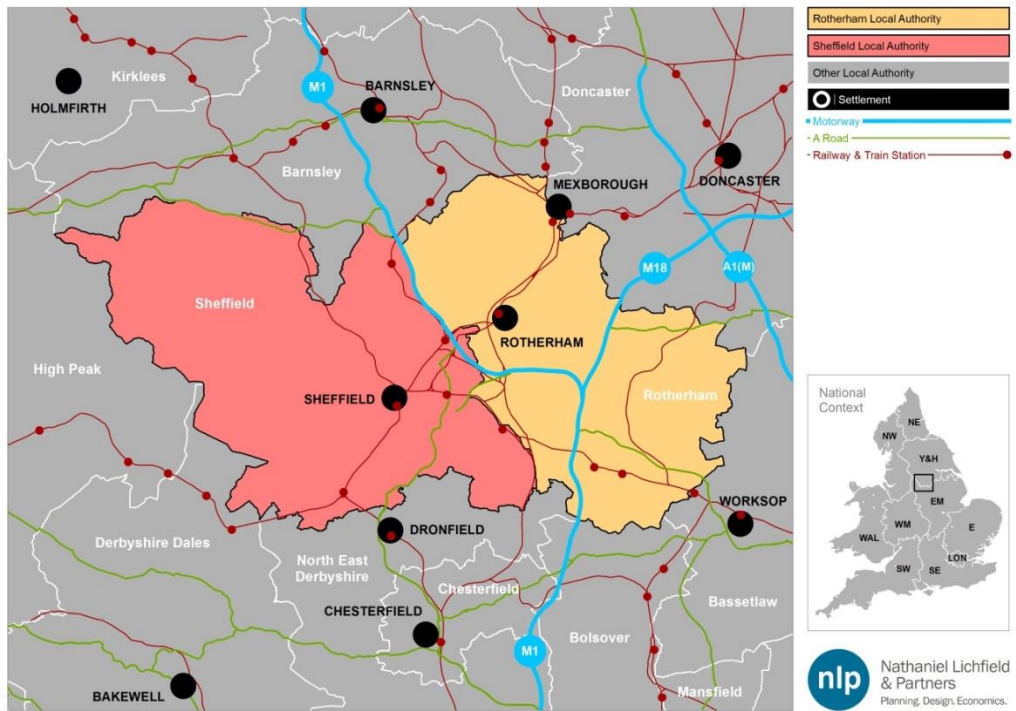 Kirklees
HOLMFIRTH
M1
BARNSLEY
Doncaster
Barnsley
MEXBOROUGH
DONCASTER
Sheffield
M18
A1(M)
ROTHERHAM
High Peak
SHEFFIELD
Rotherham
WORKSOP
DRONFIELD
Derbyshire Dales
North East
Derbyshire
Chesterfield
CHESTERFIELD
Bassetlaw
Bolsover
M1
BAKEWELL
Mansfield
Rotherham Local Authority
Sheffield Local Authority
Other Local Authority
| Settlement
Motorway
A Road
Railway & Train Station
National
Context
NE
NW
Y&H
EM
WM
E
WAL
LON
SW
SE
nlp
Nathaniel Lichfield
& Partners
Planning. Design. Economics.